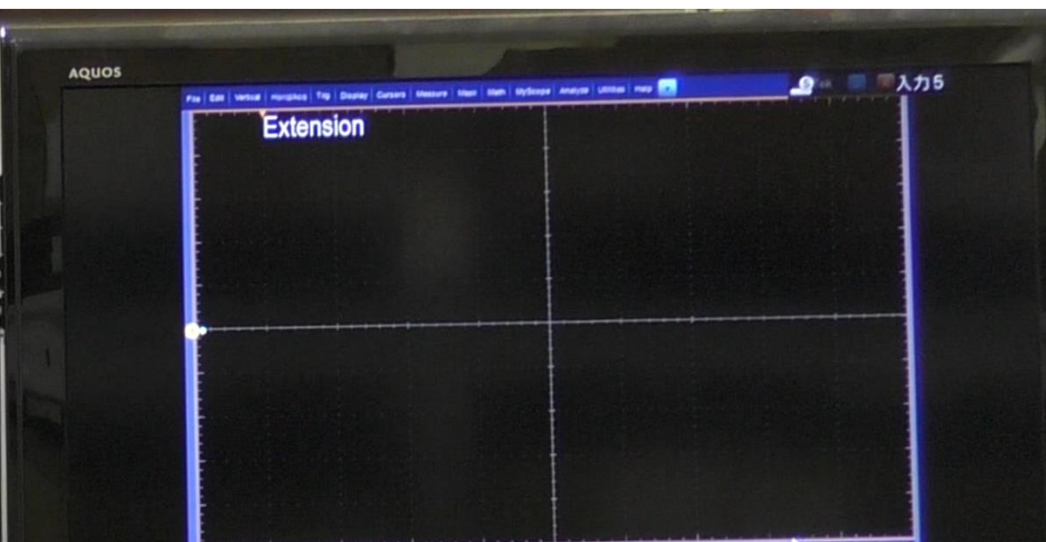 AQUOS
File Edit Vertical Horiz/Acq Trig Display Cursors Measure Mask Math MyScope Analyze Utilities Help
入力5
Extension